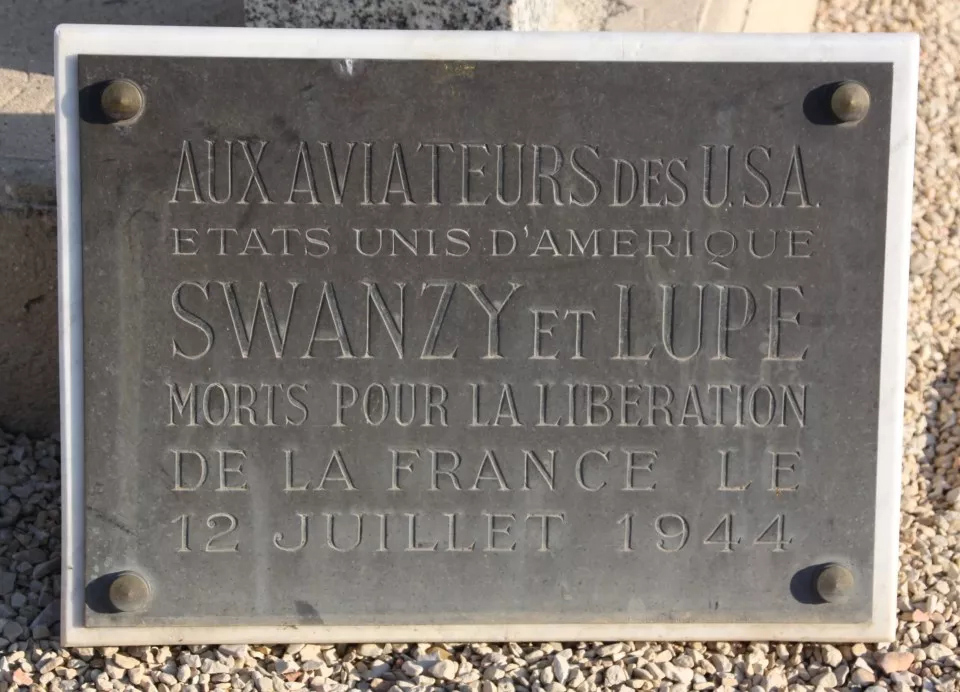 AUX AVIATEURS DES U.S.A.
ETATS UNIS D'AMÉRIQUE
SWANZY ET LUPE
MORTS POUR LA LIBÉRATION
DE LA FRANCE LE
12 JUILLET 1944